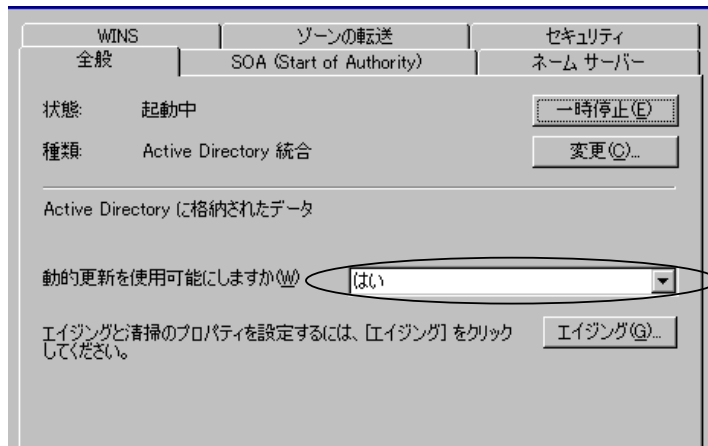 WINS ゾーンの転送 セキュリティ
全般 SOA (Start of Authority) ネーム サーバー
状態: 起動中 一時停止(E)
種類: Active Directory 統合 変更(C)...
Active Directory に格納されたデータ
動的更新を使用可能にしますか(W) はい
エイジングと清掃のプロパティを設定するには、[エイジング] をクリック
してください。 エイジング(G)...